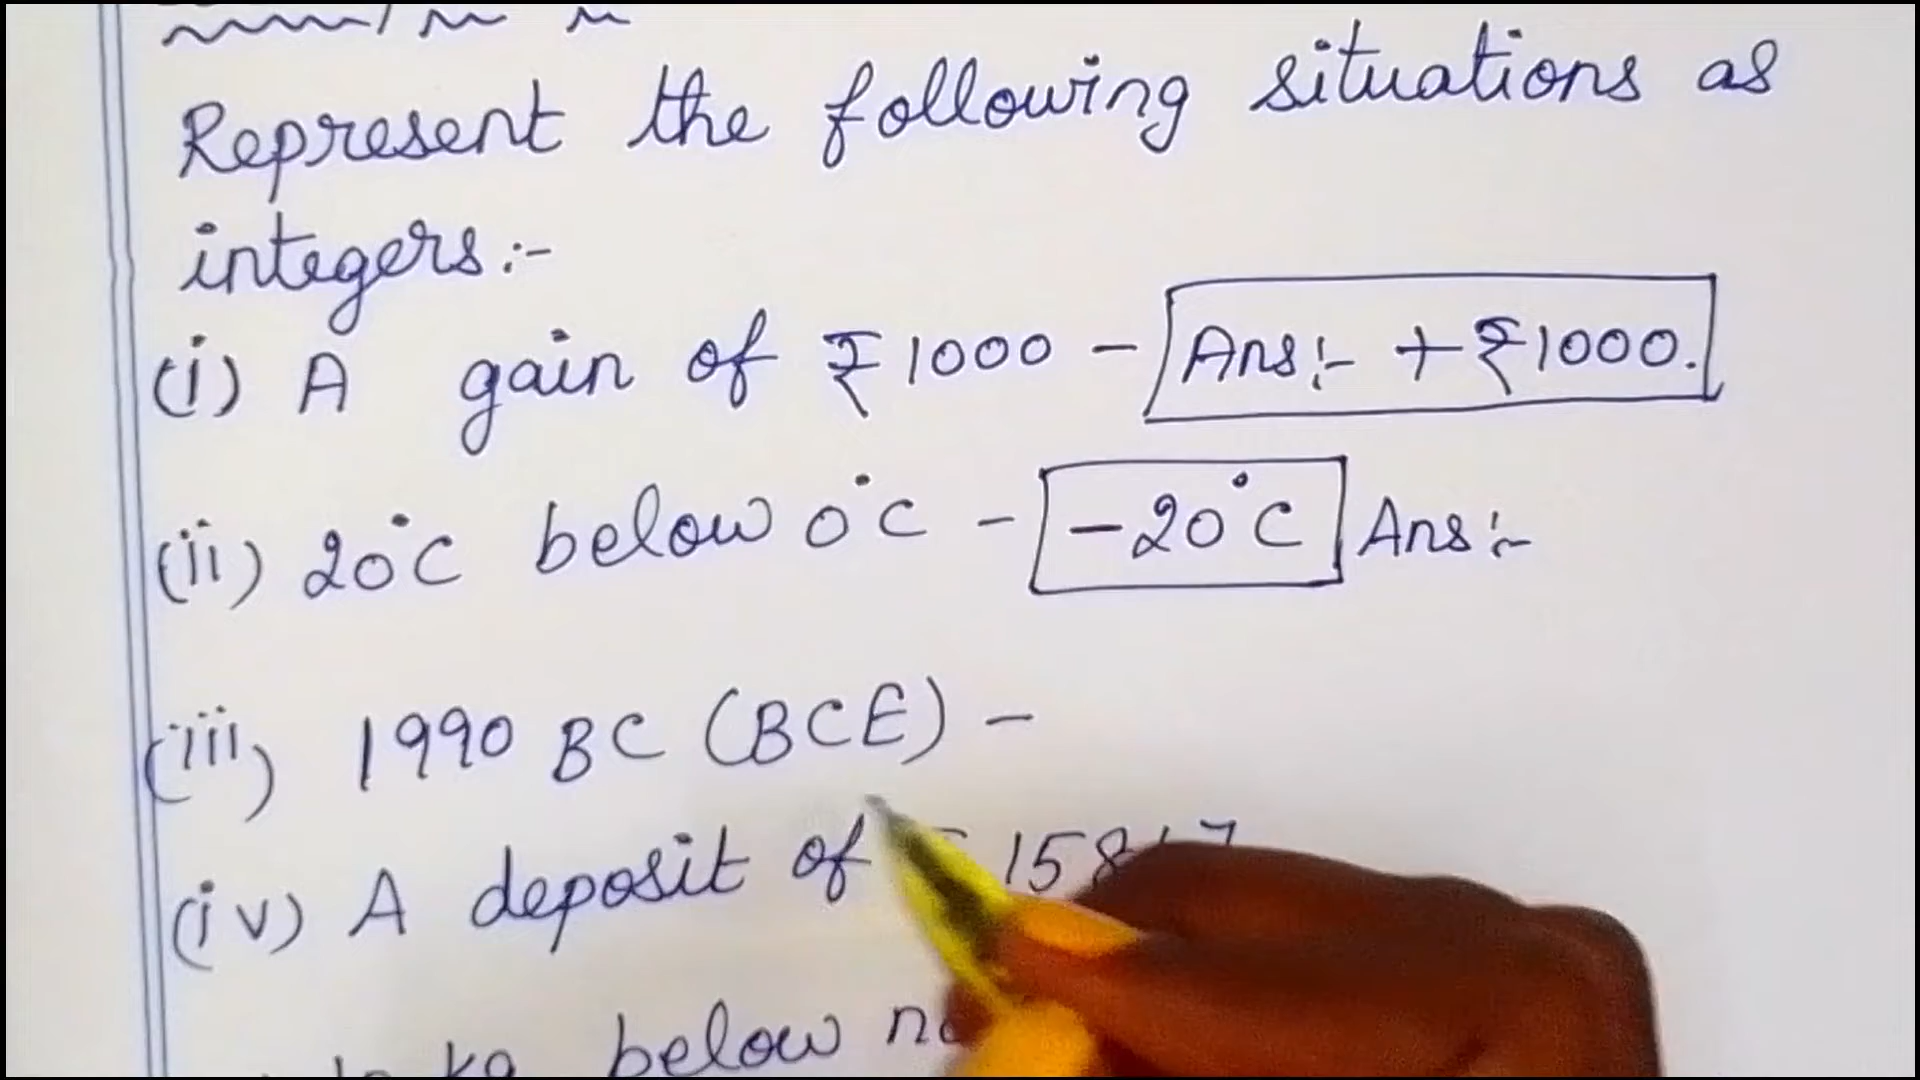 Represent the following situations as
integers:-
(i) A gain of ₹1000 - Ans:- +₹1000.
(ii) 20°C below 0°C - -20°C Ans:-
(iii) 1990 BC (BCE) -
(iv) A deposit of
below